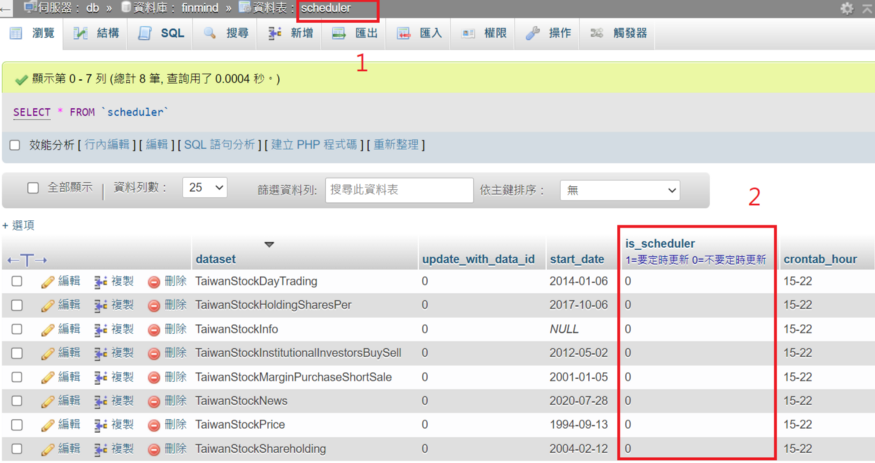 伺服器： db » 資料庫： finmind » 資料表： scheduler
瀏覽 結構 SQL 搜尋 新增 匯出 匯入 權限 操作 觸發器
1
顯示第 0 - 7 列 (總計 8 筆, 查詢用了 0.0004 秒。)
SELECT * FROM `scheduler`
效能分析 [ 行內編輯 ] [ 編輯 ] [ SQL 語句分析 ] [ 建立 PHP 程式碼 ] [ 重新整理 ]
全部顯示 | 資料列數： 25 篩選資料列: 搜尋此資料表 依主鍵排序： 無
2
+ 選項
dataset update_with_data_id start_date is_scheduler 1=要定時更新 0=不要定時更新 crontab_hour
編輯 複製 刪除 TaiwanStockDayTrading 0 2014-01-06 0 15-22
編輯 複製 刪除 TaiwanStockHoldingSharesPer 0 2017-10-06 0 15-22
編輯 複製 刪除 TaiwanStockInfo 0 NULL 0 15-22
編輯 複製 刪除 TaiwanStockInstitutionalInvestorsBuySell 0 2012-05-02 0 15-22
編輯 複製 刪除 TaiwanStockMarginPurchaseShortSale 0 2001-01-05 0 15-22
編輯 複製 刪除 TaiwanStockNews 0 2020-07-28 0 15-22
編輯 複製 刪除 TaiwanStockPrice 0 1994-09-13 0 15-22
編輯 複製 刪除 TaiwanStockShareholding 0 2004-02-12 0 15-22